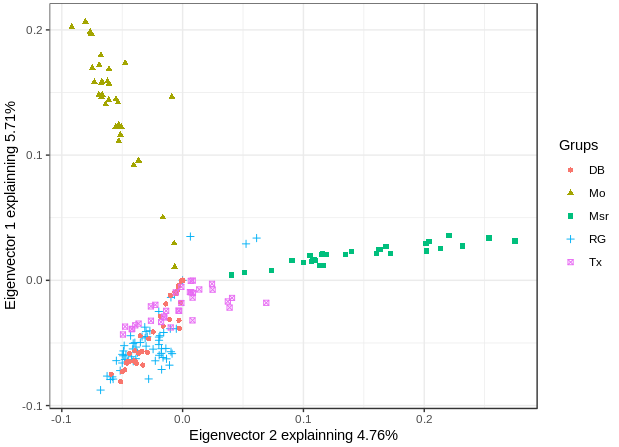 0.2
0.1
0.0
-0.1
Eigenvector 1 explainning 5.71%
-0.1
0.0
0.1
0.2
Eigenvector 2 explainning 4.76%
Grups
DB
Mo
Msr
RG
Tx